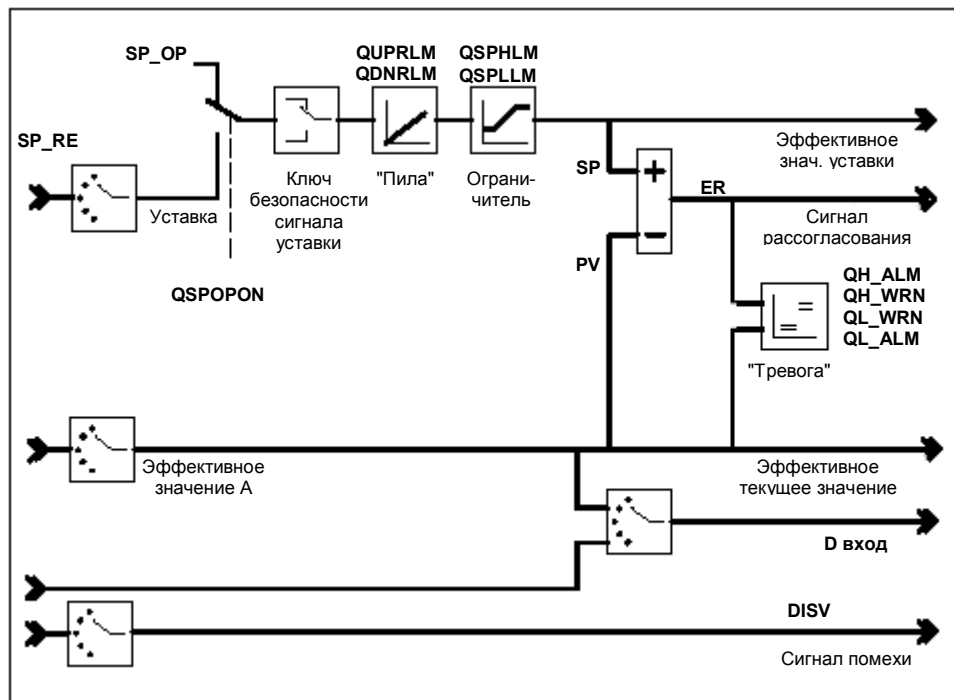 SP_OP
QUPRLM
QDNRLM
QSPHLM
QSPLLM
SP_RE
Уставка
Ключ
безопасности
сигнала
уставки
"Пила"
Ограни-
читель
SP
Эффективное
знач. уставки
ER
Сигнал
рассогласования
PV
QSPOPON
QH_ALM
QH_WRN
QL_WRN
QL_ALM
"Тревога"
Эффективное
значение А
Эффективное
текущее значение
D вход
DISV
Сигнал помехи